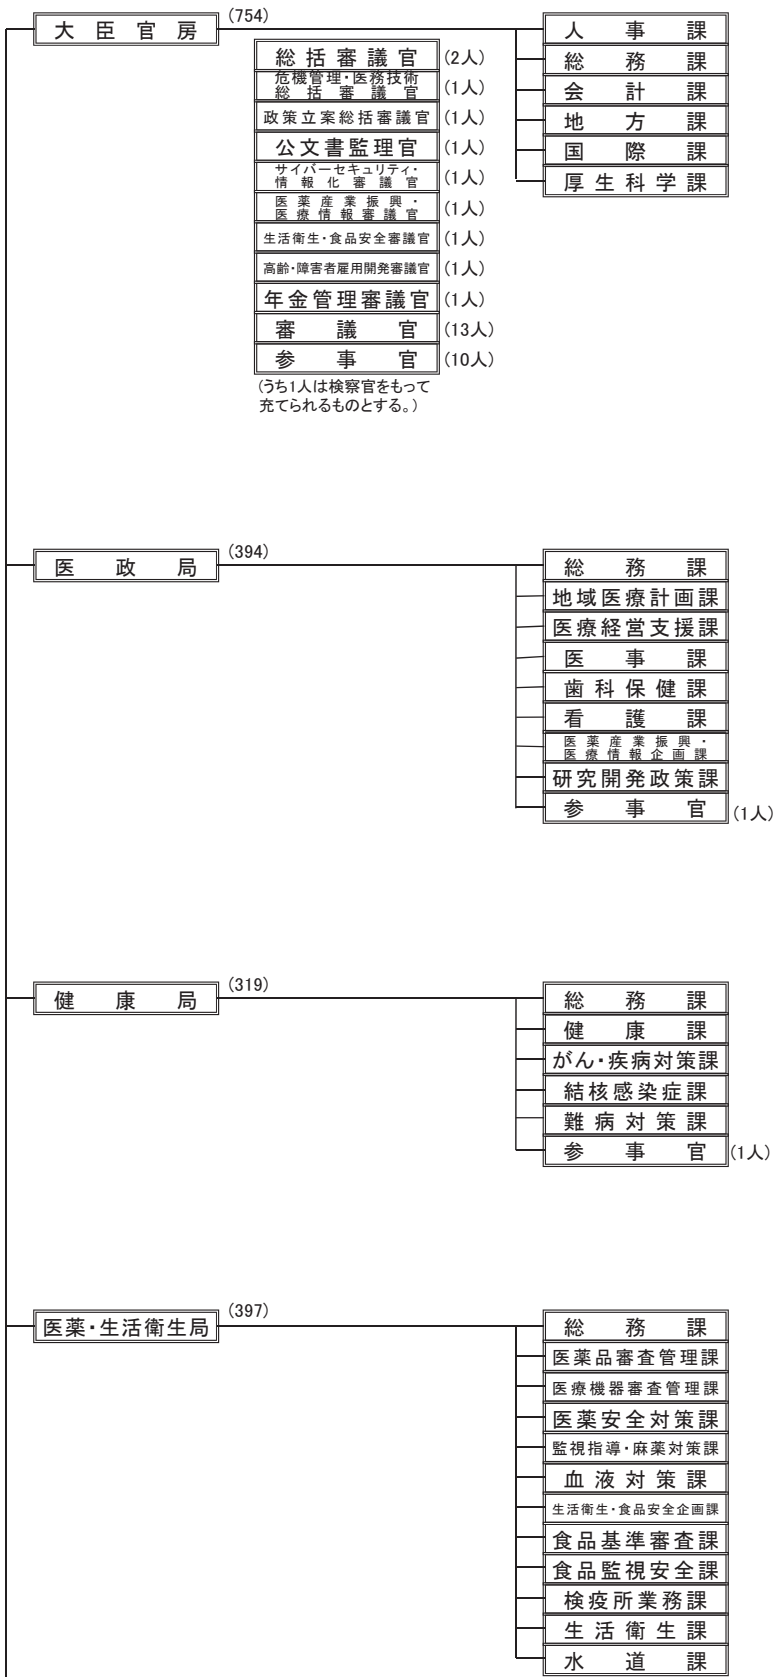 大臣官房 (754)
総括審議官 (2人)
危機管理・医務技術
総括審議官 (1人)
政策立案総括審議官 (1人)
公文書監理官 (1人)
サイバーセキュリティ・
情報化審議官 (1人)
医薬産業振興・
医療情報審議官 (1人)
生活衛生・食品安全審議官 (1人)
高齢・障害者雇用開発審議官 (1人)
年金管理審議官 (1人)
審議官 (13人)
参事官 (10人)
(うち1人は検察官をもって
充てられるものとする。)
人事課
総務課
会計課
地方課
国際課
厚生科学課
医政局 (394)
総務課
地域医療計画課
医療経営支援課
医事課
歯科保健課
看護課
医薬産業振興・
医療情報企画課
研究開発政策課
参事官 (1人)
健康局 (319)
総務課
健康課
がん・疾病対策課
結核感染症課
難病対策課
参事官 (1人)
医薬・生活衛生局 (397)
総務課
医薬品審査管理課
医療機器審査管理課
医薬安全対策課
監視指導・麻薬対策課
血液対策課
生活衛生・食品安全企画課
食品基準審査課
食品監視安全課
検疫所業務課
生活衛生課
水道課